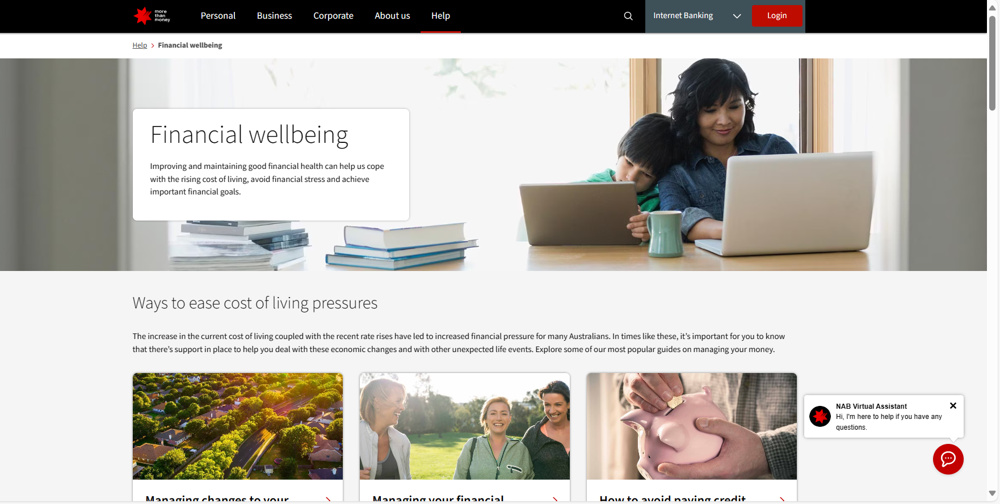 more
than
money
Personal
Business
Corporate
About us
Help
Internet Banking
Login
Help > Financial wellbeing
Financial wellbeing
Improving and maintaining good financial health can help us cope
with the rising cost of living, avoid financial stress and achieve
important financial goals.
Ways to ease cost of living pressures
The increase in the current cost of living coupled with the recent rate rises have led to increased financial pressure for many Australians. In times like these, it’s important for you to know
that there’s support in place to help you deal with these economic changes and with other unexpected life events. Explore some of our most popular guides on managing your money.
Managing changes to your
Managing your financial
How to avoid paying credit
NAB Virtual Assistant
Hi, I'm here to help if you have any
questions.